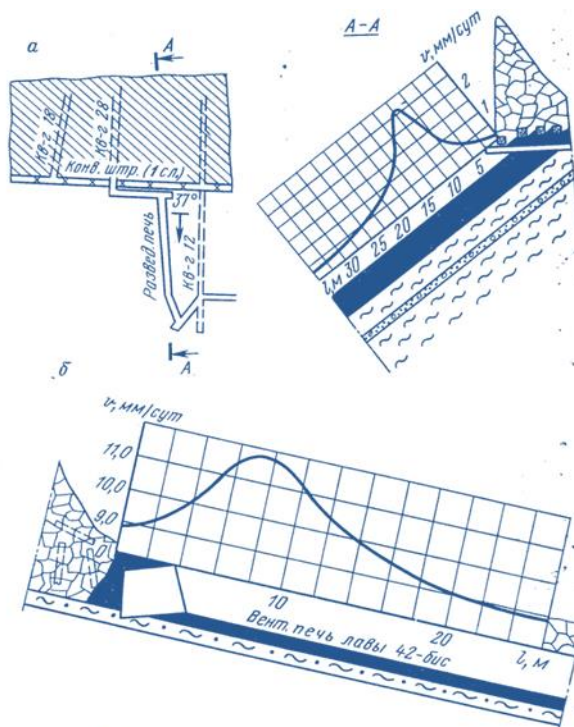 а
А
А-А
КВ-г 18
КВ-г 28
Конв. штр. (1 сл.)
37°
Развед. печь
КВ-г 12
А
v, мм/сут
2
1
5
10
15
20
25
30
l, м
б
v, мм/сут
11,0
10,0
9,0
0
10
20
l, м
Вент. печь лавы 42-бис